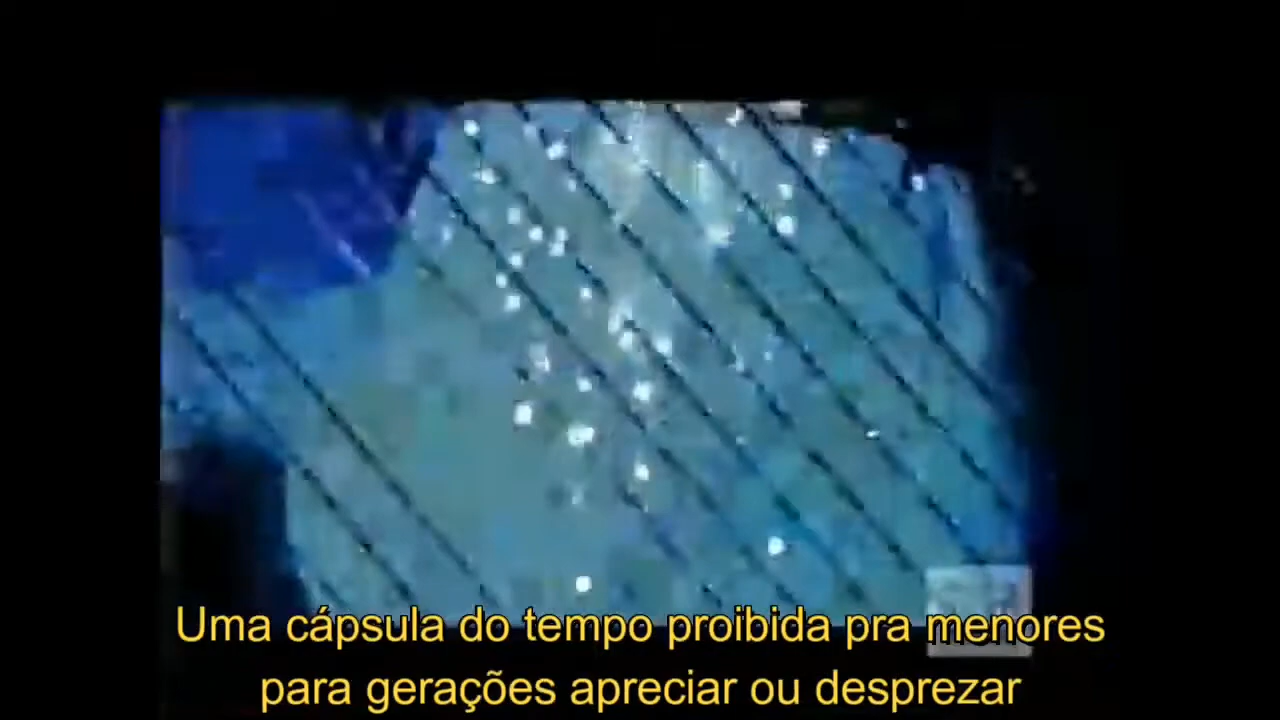 Uma cápsula do tempo proibida pra menores
para gerações apreciar ou desprezar